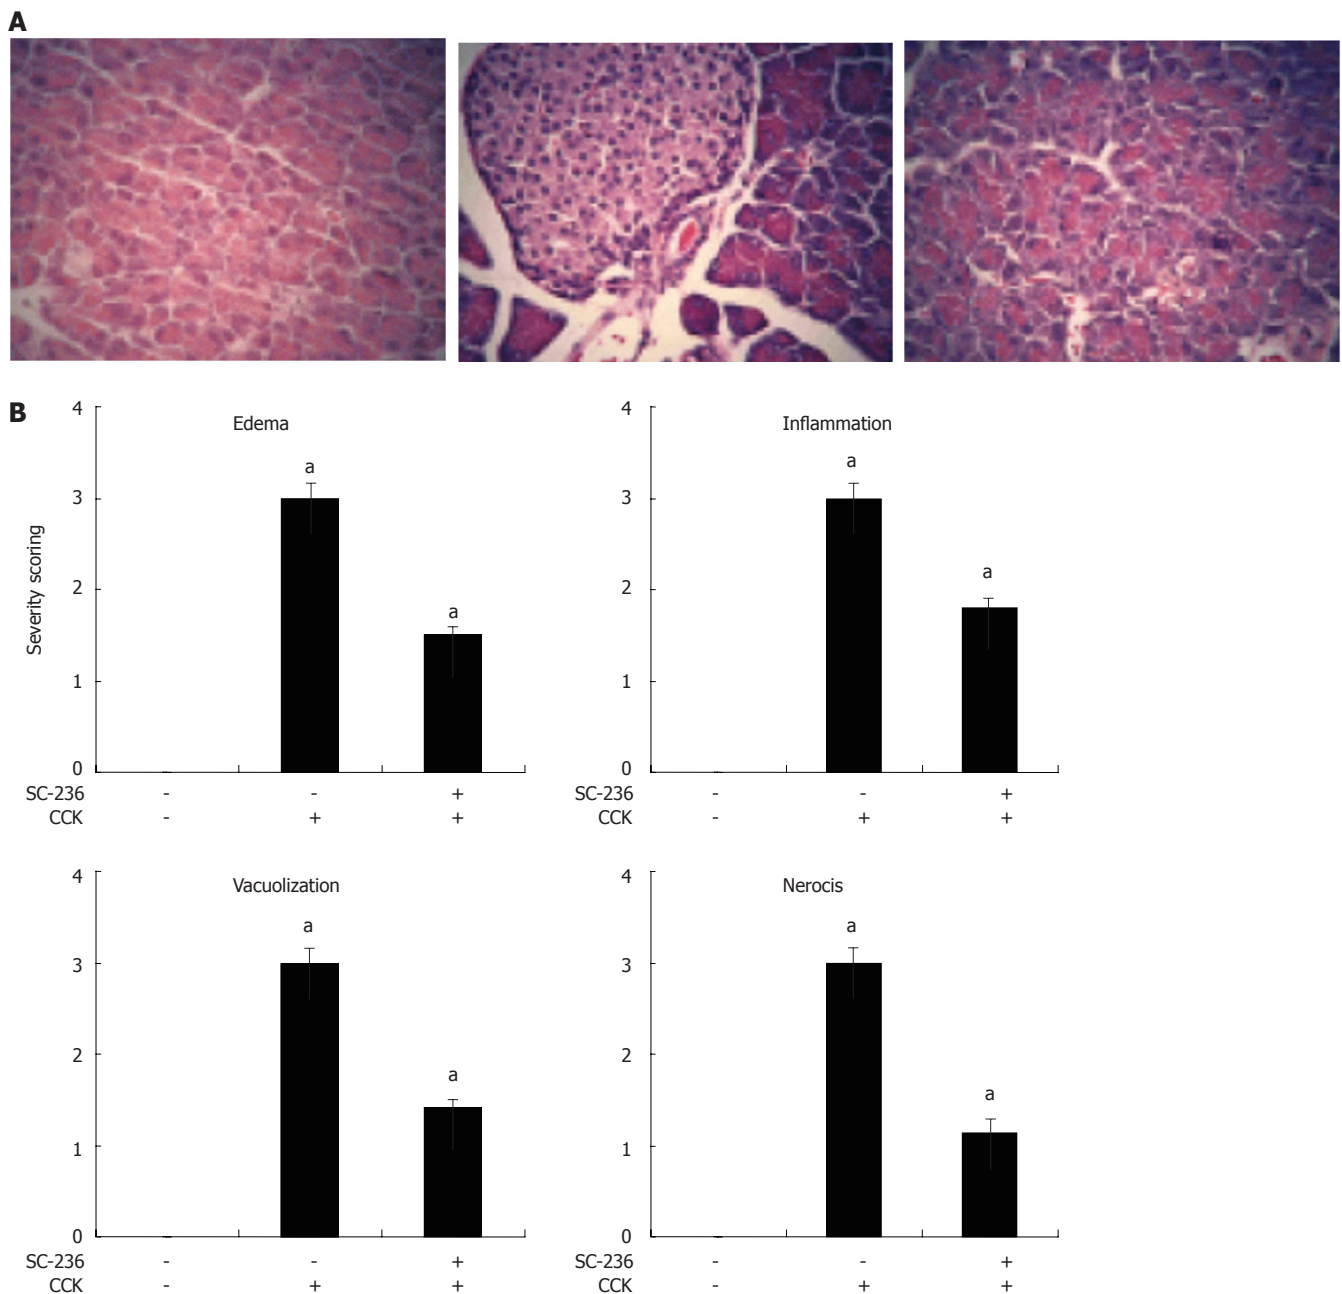 A
B
Edema
Severity scoring
4
3
2
1
0
a
a
SC-236 - - +
CCK - + +
Inflammation
4
3
2
1
0
a
a
SC-236 - - +
CCK - + +
Vacuolization
4
3
2
1
0
a
a
SC-236 - - +
CCK - + +
Nerocis
4
3
2
1
0
a
a
SC-236 - - +
CCK - + +